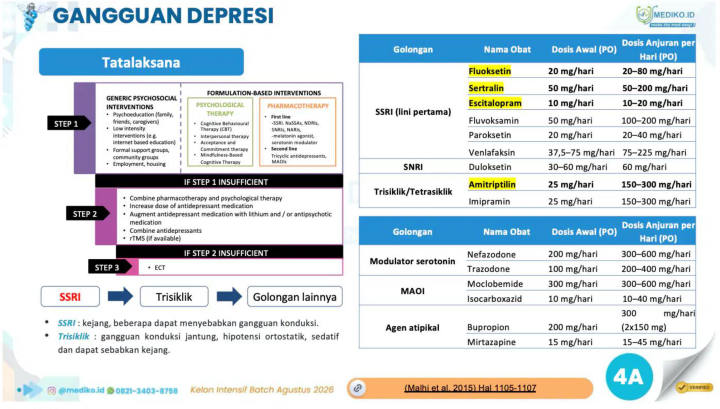 GANGGUAN DEPRESI
MEDIKO.ID
Tatalaksana
FORMULATION-BASED INTERVENTIONS
GENERIC PSYCHOSOCIAL
INTERVENTIONS
• Psychoeducation (family,
friends, caregivers)
• Low intensity
interventions (e.g.
internet based education)
• Formal support groups,
community groups
• Employment, housing
PSYCHOLOGICAL
THERAPY
• Cognitive Behavioural
Therapy (CBT)
• Interpersonal therapy
• Acceptance and
Commitment therapy
• Mindfulness-Based
Cognitive Therapy
PHARMACOTHERAPY
• First line
-SSRI, NaSSAs, NDRIs,
SNRIs, NARIs,
-melatonin agonist,
serotonin modulator
• Second line
Tricyclic antidepressants,
MAOIs
STEP 1
IF STEP 1 INSUFFICIENT
STEP 2
• Combine pharmacotherapy and psychological therapy
• Increase dose of antidepressant medication
• Augment antidepressant medication with lithium and / or antipsychotic
medication
• Combine antidepressants
• rTMS (if available)
IF STEP 2 INSUFFICIENT
STEP 3
• ECT
SSRI
Trisiklik
Golongan lainnya
• SSRI : kejang, beberapa dapat menyebabkan gangguan konduksi.
• Trisiklik : gangguan konduksi jantung, hipotensi ortostatik, sedatif
dan dapat sebabkan kejang.
Golongan Nama Obat Dosis Awal (PO) Dosis Anjuran per
Hari (PO)
SSRI (lini pertama)
Fluoksetin 20 mg/hari 20–80 mg/hari
Sertralin 50 mg/hari 50–200 mg/hari
Escitalopram 10 mg/hari 10–20 mg/hari
Fluvoksamin 50 mg/hari 100–200 mg/hari
Paroksetin 20 mg/hari 20–40 mg/hari
Venlafaksin 37,5–75 mg/hari 75–225 mg/hari
SNRI Duloksetin 30–60 mg/hari 60 mg/hari
Trisiklik/Tetrasiklik
Amitriptilin 25 mg/hari 150–300 mg/hari
Imipramin 25 mg/hari 150–300 mg/hari
Golongan Nama Obat Dosis Awal (PO) Dosis Anjuran per
Hari (PO)
Modulator serotonin
Nefazodone 200 mg/hari 300–600 mg/hari
Trazodone 100 mg/hari 200–400 mg/hari
MAOI
Moclobemide 300 mg/hari 300–600 mg/hari
Isocarboxazid 10 mg/hari 10–40 mg/hari
Agen atipikal
300 mg/hari
Bupropion 200 mg/hari (2x150 mg)
Mirtazapine 15 mg/hari 15–45 mg/hari
@mediko.id 0821-3403-8758 Kelan Intensif Batch Agustus 2026
(Malhi et al. 2015) Hal 1105-1107
4A
VERIFIED